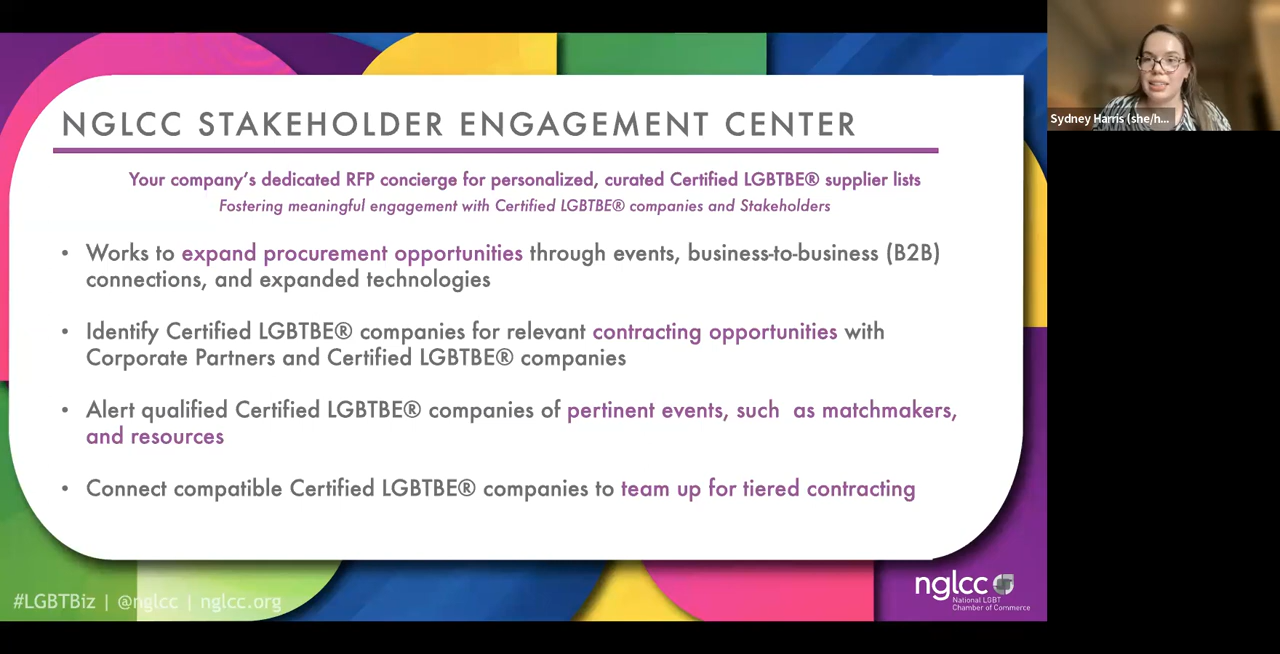 NGLCC STAKEHOLDER ENGAGEMENT CENTER
Your company's dedicated RFP concierge for personalized, curated Certified LGBTBE® supplier lists
Fostering meaningful engagement with Certified LGBTBE® companies and Stakeholders
• Works to expand procurement opportunities through events, business-to-business (B2B)
connections, and expanded technologies
• Identify Certified LGBTBE® companies for relevant contracting opportunities with
Corporate Partners and Certified LGBTBE® companies
• Alert qualified Certified LGBTBE® companies of pertinent events, such as matchmakers,
and resources
• Connect compatible Certified LGBTBE® companies to team up for tiered contracting
#LGBTBiz | @nglcc | nglcc.org
nglcc
National LGBT
Chamber of Commerce
Sydney Harris (she/h...